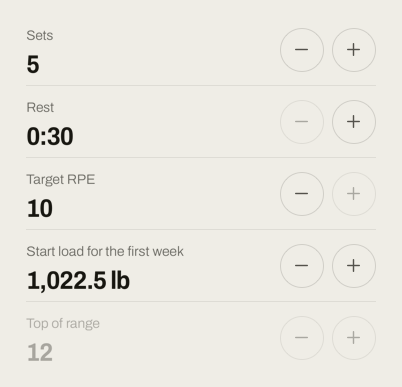 Sets
5
Rest
0:30
Target RPE
10
Start load for the first week
1,022.5 lb
Top of range
12